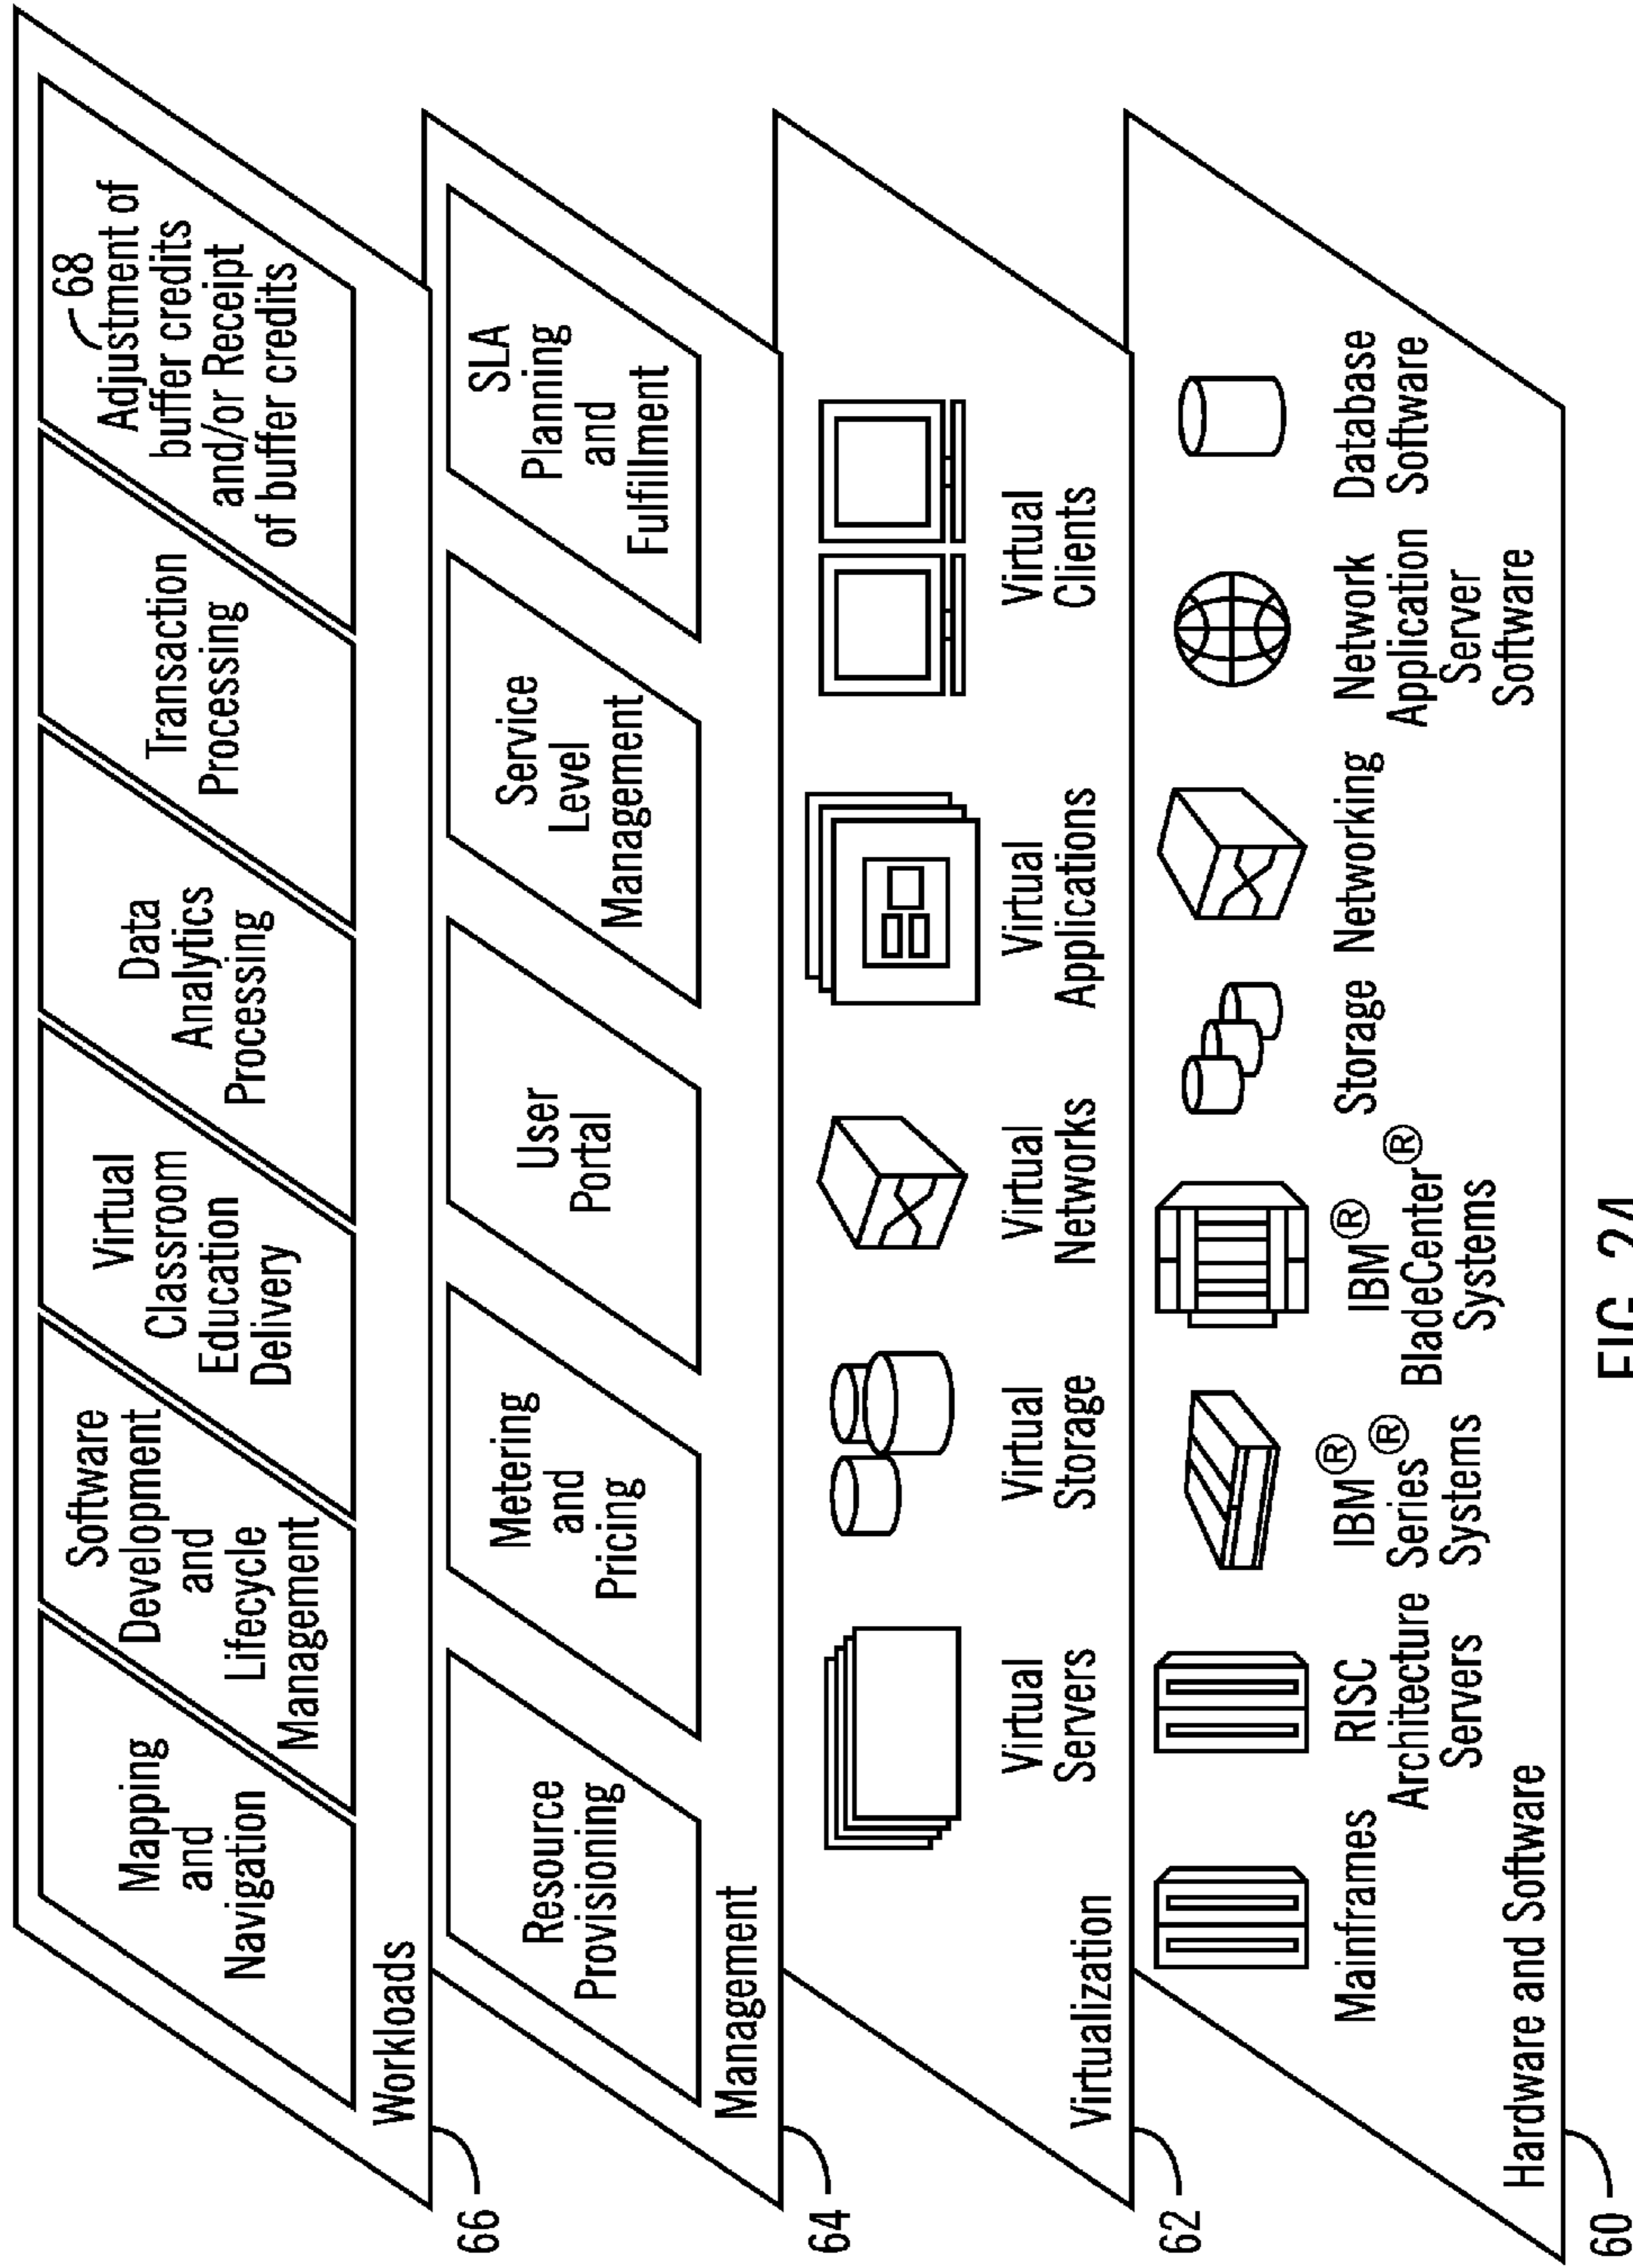 68
Mapping
and
Navigation
Software
Development
and
Lifecycle
Management
Virtual
Classroom
Education
Delivery
Data
Analytics
Processing
Transaction
Processing
Adjustment of
buffer credits
and/or Receipt
of buffer credits
Workloads
66
Resource
Provisioning
Metering
and
Pricing
User
Portal
Service
Level
Management
SLA
Planning
and
Fulfillment
Management
64
Virtual
Servers
Virtual
Storage
Virtual
Networks
Virtual
Applications
Virtual
Clients
Virtualization
62
Mainframes
RISC
Architecture
Servers
IBM®
Series®
Systems
IBM®
BladeCenter®
Systems
Storage
Networking
Network
Application
Server
Software
Database
Software
Hardware and Software
60
FIG. 24